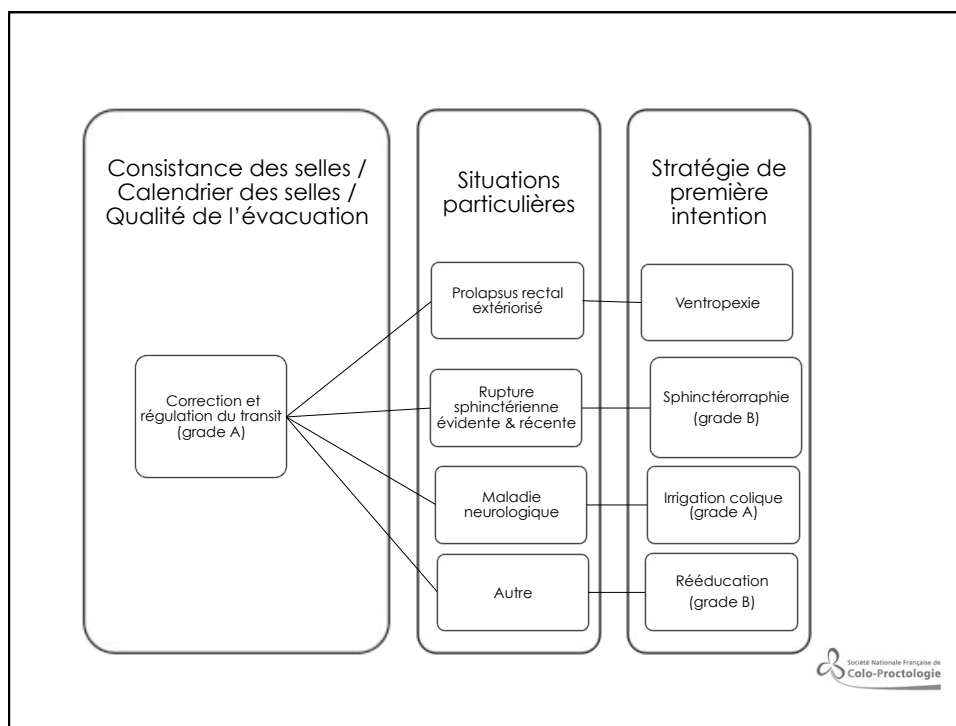 Consistance des selles /
Calendrier des selles /
Qualité de l'évacuation
Correction et
régulation du transit
(grade A)
Situations
particulières
Prolapsus rectal
extériorisé
Rupture
sphinctérienne
évidente & récente
Maladie
neurologique
Autre
Stratégie de
première
intention
Ventropexie
Sphinctérorraphie
(grade B)
Irrigation colique
(grade A)
Rééducation
(grade B)
Société Nationale Française de
Colo-Proctologie